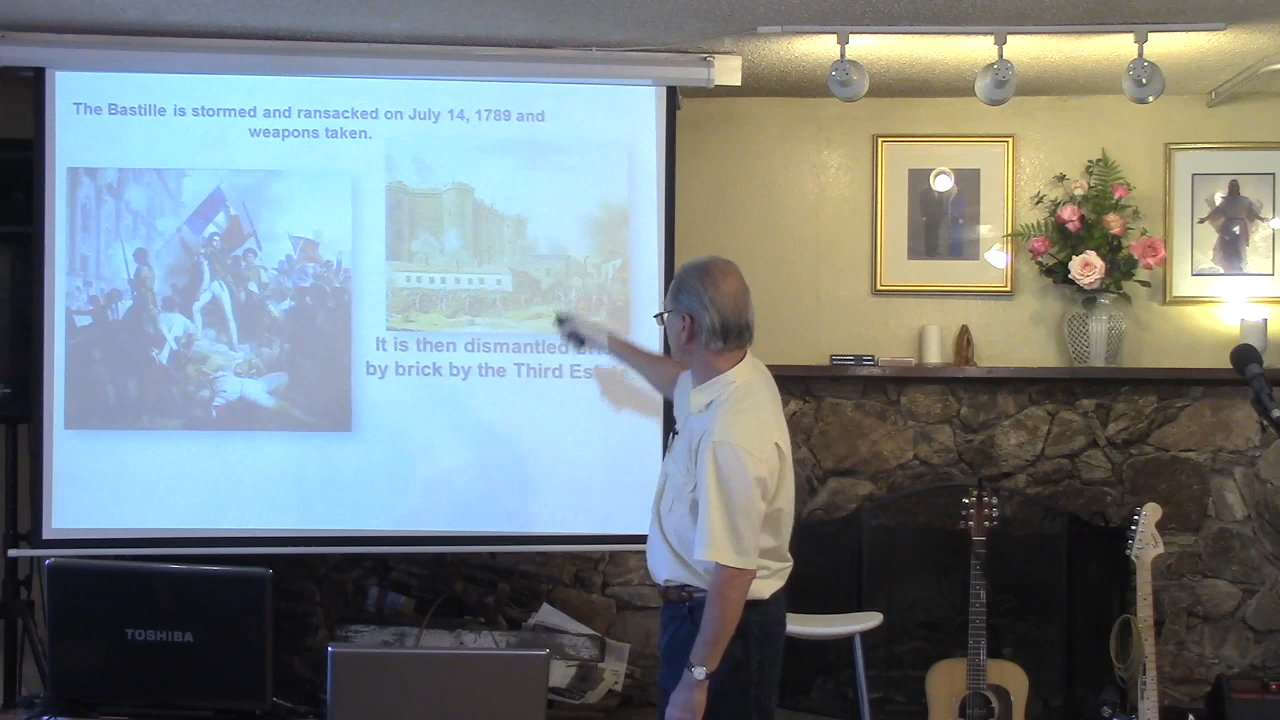 The Bastille is stormed and ransacked on July 14, 1789 and
weapons taken.
It is then dismantled
by brick by the Third
TOSHIBA